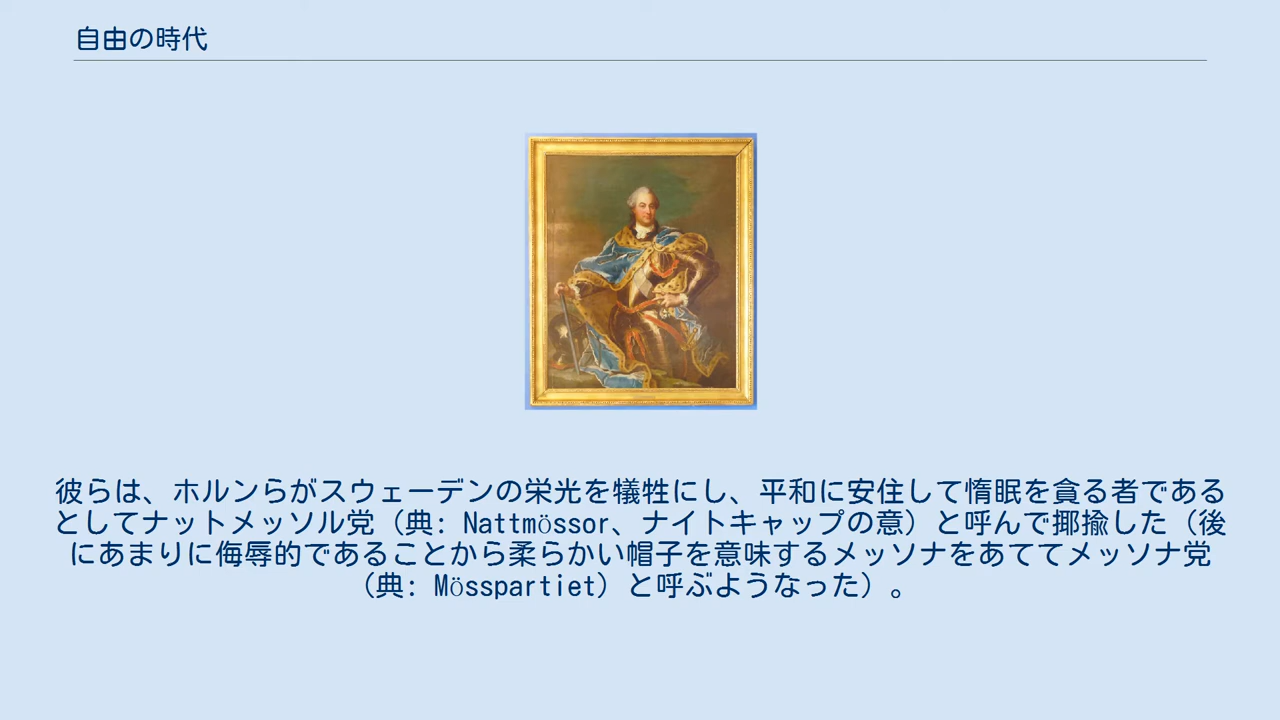 自由の時代
彼らは、ホルンらがスウェーデンの栄光を犠牲にし、平和に安住して惰眠を貪る者である
としてナットメッソル党（典: Nattmössor、ナイトキャップの意）と呼んで揶揄した（後
にあまりに侮辱的であることから柔らかい帽子を意味するメッソナをあててメッソナ党
（典: Mösspartiet）と呼ぶようなった）。